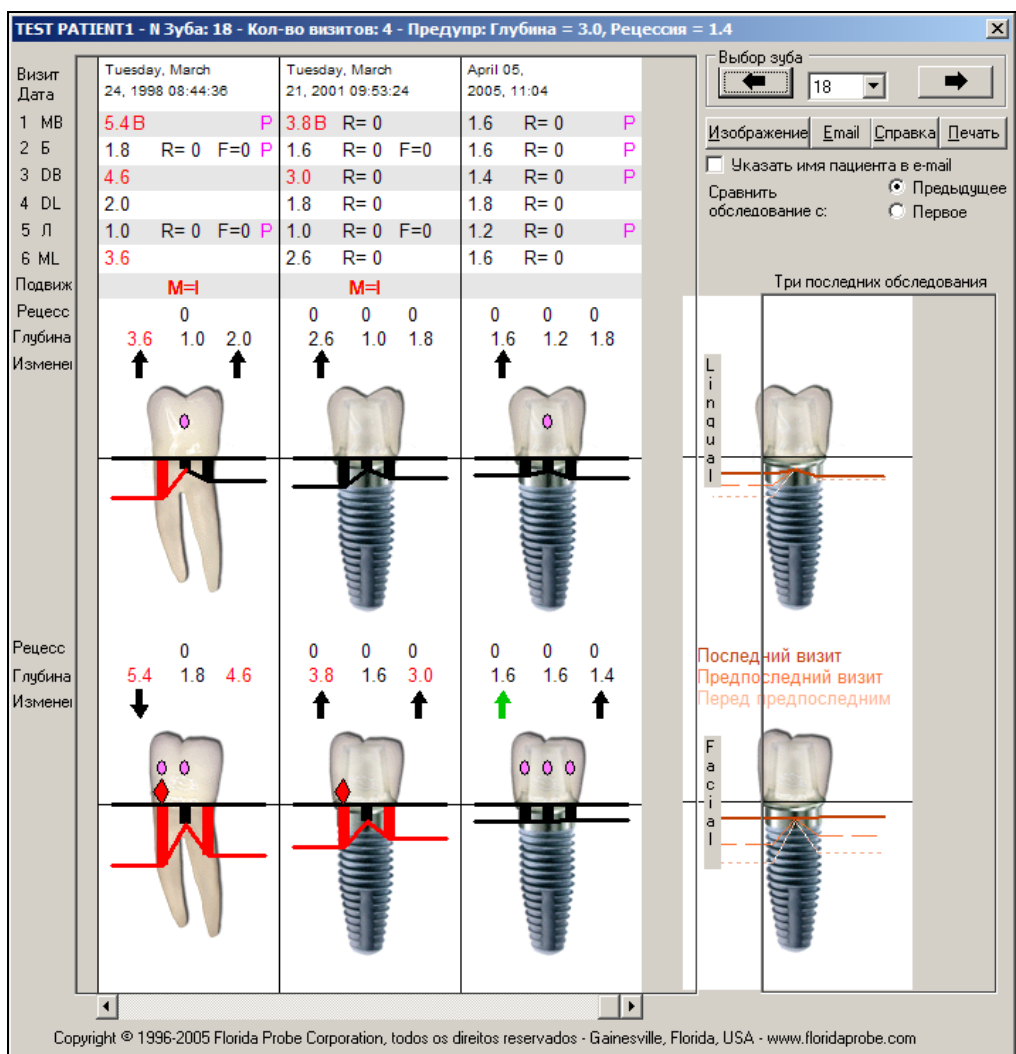 TEST PATIENT1 - N Зуба: 18 - Кол-во визитов: 4 - Предупр: Глубина = 3.0, Рецессия = 1.4
Визит Дата
Tuesday, March 24, 1998 08:44:36
Tuesday, March 21, 2001 09:53:24
April 05, 2005, 11:04
1 МВ 5.4 B P 3.8 B R= 0 1.6 R= 0 P
2 Б 1.8 R= 0 F=0 P 1.6 R= 0 F=0 1.6 R= 0 P
3 DB 4.6 3.0 R= 0 1.4 R= 0 P
4 DL 2.0 1.8 R= 0 1.8 R= 0
5 Л 1.0 R= 0 F=0 P 1.0 R= 0 F=0 1.2 R= 0 P
6 ML 3.6 2.6 R= 0 1.6 R= 0
Подвиж M=I M=I
Рецесс 0 0 0 0 0 0 0
Глубина 3.6 1.0 2.0 2.6 1.0 1.8 1.6 1.2 1.8
Изменен
Рецесс 0 0 0 0 0 0 0
Глубина 5.4 1.8 4.6 3.8 1.6 3.0 1.6 1.6 1.4
Изменен
Выбор зуба
18
Изображение Email Справка Печать
Указать имя пациента в e-mail
Сравнить обследование с:
Предыдущее
Первое
Три последних обследования
Lingual
Последний визит
Предпоследний визит
Перед предпоследним
Facial
Copyright © 1996-2005 Florida Probe Corporation, todos os direitos reservados - Gainesville, Florida, USA - www.floridaprobe.com